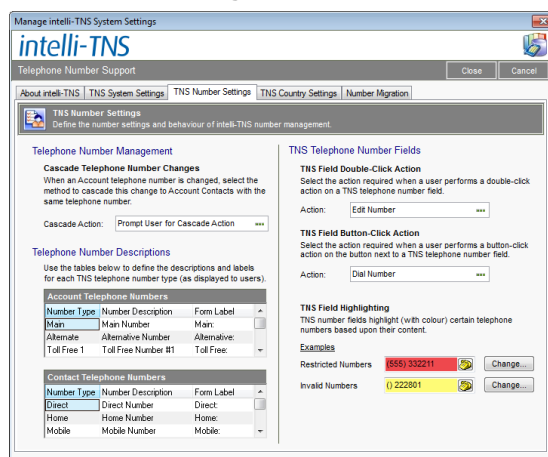 Manage intelli-TNS System Settings
intelli-TNS
Telephone Number Support
Close
Cancel
About intelli-TNS
TNS System Settings
TNS Number Settings
TNS Country Settings
Number Migration
TNS Number Settings
Define the number settings and behaviour of intelli-TNS number management.
Telephone Number Management
Cascade Telephone Number Changes
When an Account telephone number is changed, select the
method to cascade this change to Account Contacts with the
same telephone number.
Cascade Action:
Prompt User for Cascade Action
Telephone Number Descriptions
Use the tables below to define the descriptions and labels
for each TNS telephone number type (as displayed to users).
Account Telephone Numbers
Number Type Number Description Form Label
Main Main Number Main:
Alternate Alternative Number Alternative:
Toll Free 1 Toll Free Number #1 Toll Free:
Contact Telephone Numbers
Number Type Number Description Form Label
Direct Direct Number Direct:
Home Home Number Home:
Mobile Mobile Number Mobile:
TNS Telephone Number Fields
TNS Field Double-Click Action
Select the action required when a user performs a double-click
action on a TNS telephone number field.
Action:
Edit Number
TNS Field Button-Click Action
Select the action required when a user performs a button-click
action on the button next to a TNS telephone number field.
Action:
Dial Number
TNS Field Highlighting
TNS number fields highlight (with colour) certain telephone
numbers based upon their content.
Examples
Restricted Numbers (555) 332211 Change...
Invalid Numbers () 222801 Change...